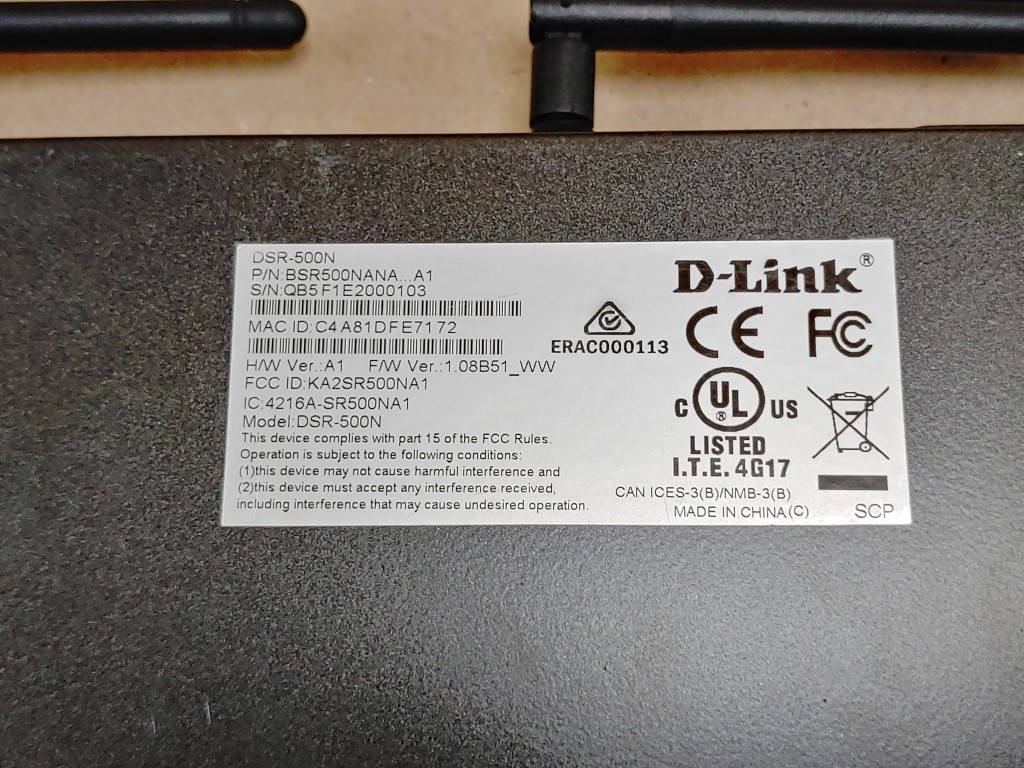 DSR-500N
P/N:BSR500NANA...A1
S/N:QB5F1E2000103
MAC ID:C4A81DFE7172
H/W Ver.:A1 F/W Ver.:1.08B51_WW
FCC ID:KA2SR500NA1
IC:4216A-SR500NA1
Model:DSR-500N
This device complies with part 15 of the FCC Rules.
Operation is subject to the following conditions:
(1)this device may not cause harmful interference and
(2)this device must accept any interference received,
including interference that may cause undesired operation.
ERAC000113
D-Link®
CE FC
C UL® US
LISTED
I.T.E. 4G17
CAN ICES-3(B)/NMB-3(B)
MADE IN CHINA(C) SCP